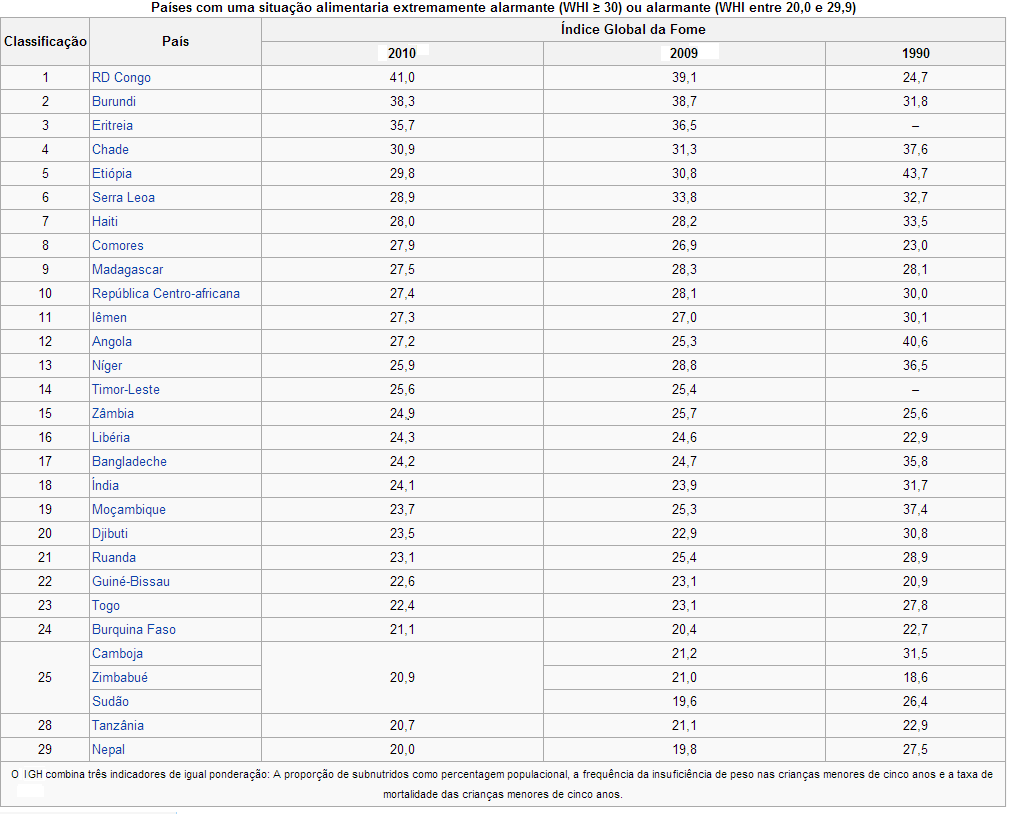 Países com uma situação alimentaria extremamente alarmante (WHI ≥ 30) ou alarmante (WHI entre 20,0 e 29,9)
Classificação País Índice Global da Fome
2010 2009 1990
1 RD Congo 41,0 39,1 24,7
2 Burundi 38,3 38,7 31,8
3 Eritreia 35,7 36,5 –
4 Chade 30,9 31,3 37,6
5 Etiópia 29,8 30,8 43,7
6 Serra Leoa 28,9 33,8 32,7
7 Haiti 28,0 28,2 33,5
8 Comores 27,9 26,9 23,0
9 Madagascar 27,5 28,3 28,1
10 República Centro-africana 27,4 28,1 30,0
11 Iêmen 27,3 27,0 30,1
12 Angola 27,2 25,3 40,6
13 Níger 25,9 28,8 36,5
14 Timor-Leste 25,6 25,4 –
15 Zâmbia 24,9 25,7 25,6
16 Libéria 24,3 24,6 22,9
17 Bangladeche 24,2 24,7 35,8
18 Índia 24,1 23,9 31,7
19 Moçambique 23,7 25,3 37,4
20 Djibuti 23,5 22,9 30,8
21 Ruanda 23,1 25,4 28,9
22 Guiné-Bissau 22,6 23,1 20,9
23 Togo 22,4 23,1 27,8
24 Burquina Faso 21,1 20,4 22,7
Camboja 21,2 31,5
25 Zimbabué 20,9 21,0 18,6
Sudão 19,6 26,4
28 Tanzânia 20,7 21,1 22,9
29 Nepal 20,0 19,8 27,5
O IGH combina três indicadores de igual ponderação: A proporção de subnutridos como percentagem populacional, a frequência da insuficiência de peso nas crianças menores de cinco anos e a taxa de
mortalidade das crianças menores de cinco anos.